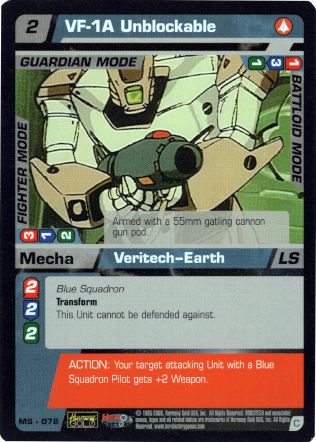 2 VF-1A Unblockable
GUARDIAN MODE
1 3 1
BATTLOID MODE
FIGHTER MODE
3 1 2
Armed with a 55mm gatling cannon
gun pod.
Mecha Veritech-Earth LS
2 Blue Squadron
2 Transform
2 This Unit cannot be defended against.
ACTION: Your target attacking Unit with a Blue
Squadron Pilot gets +2 Weapon.
MS - 078
Harmony
GOLD
C